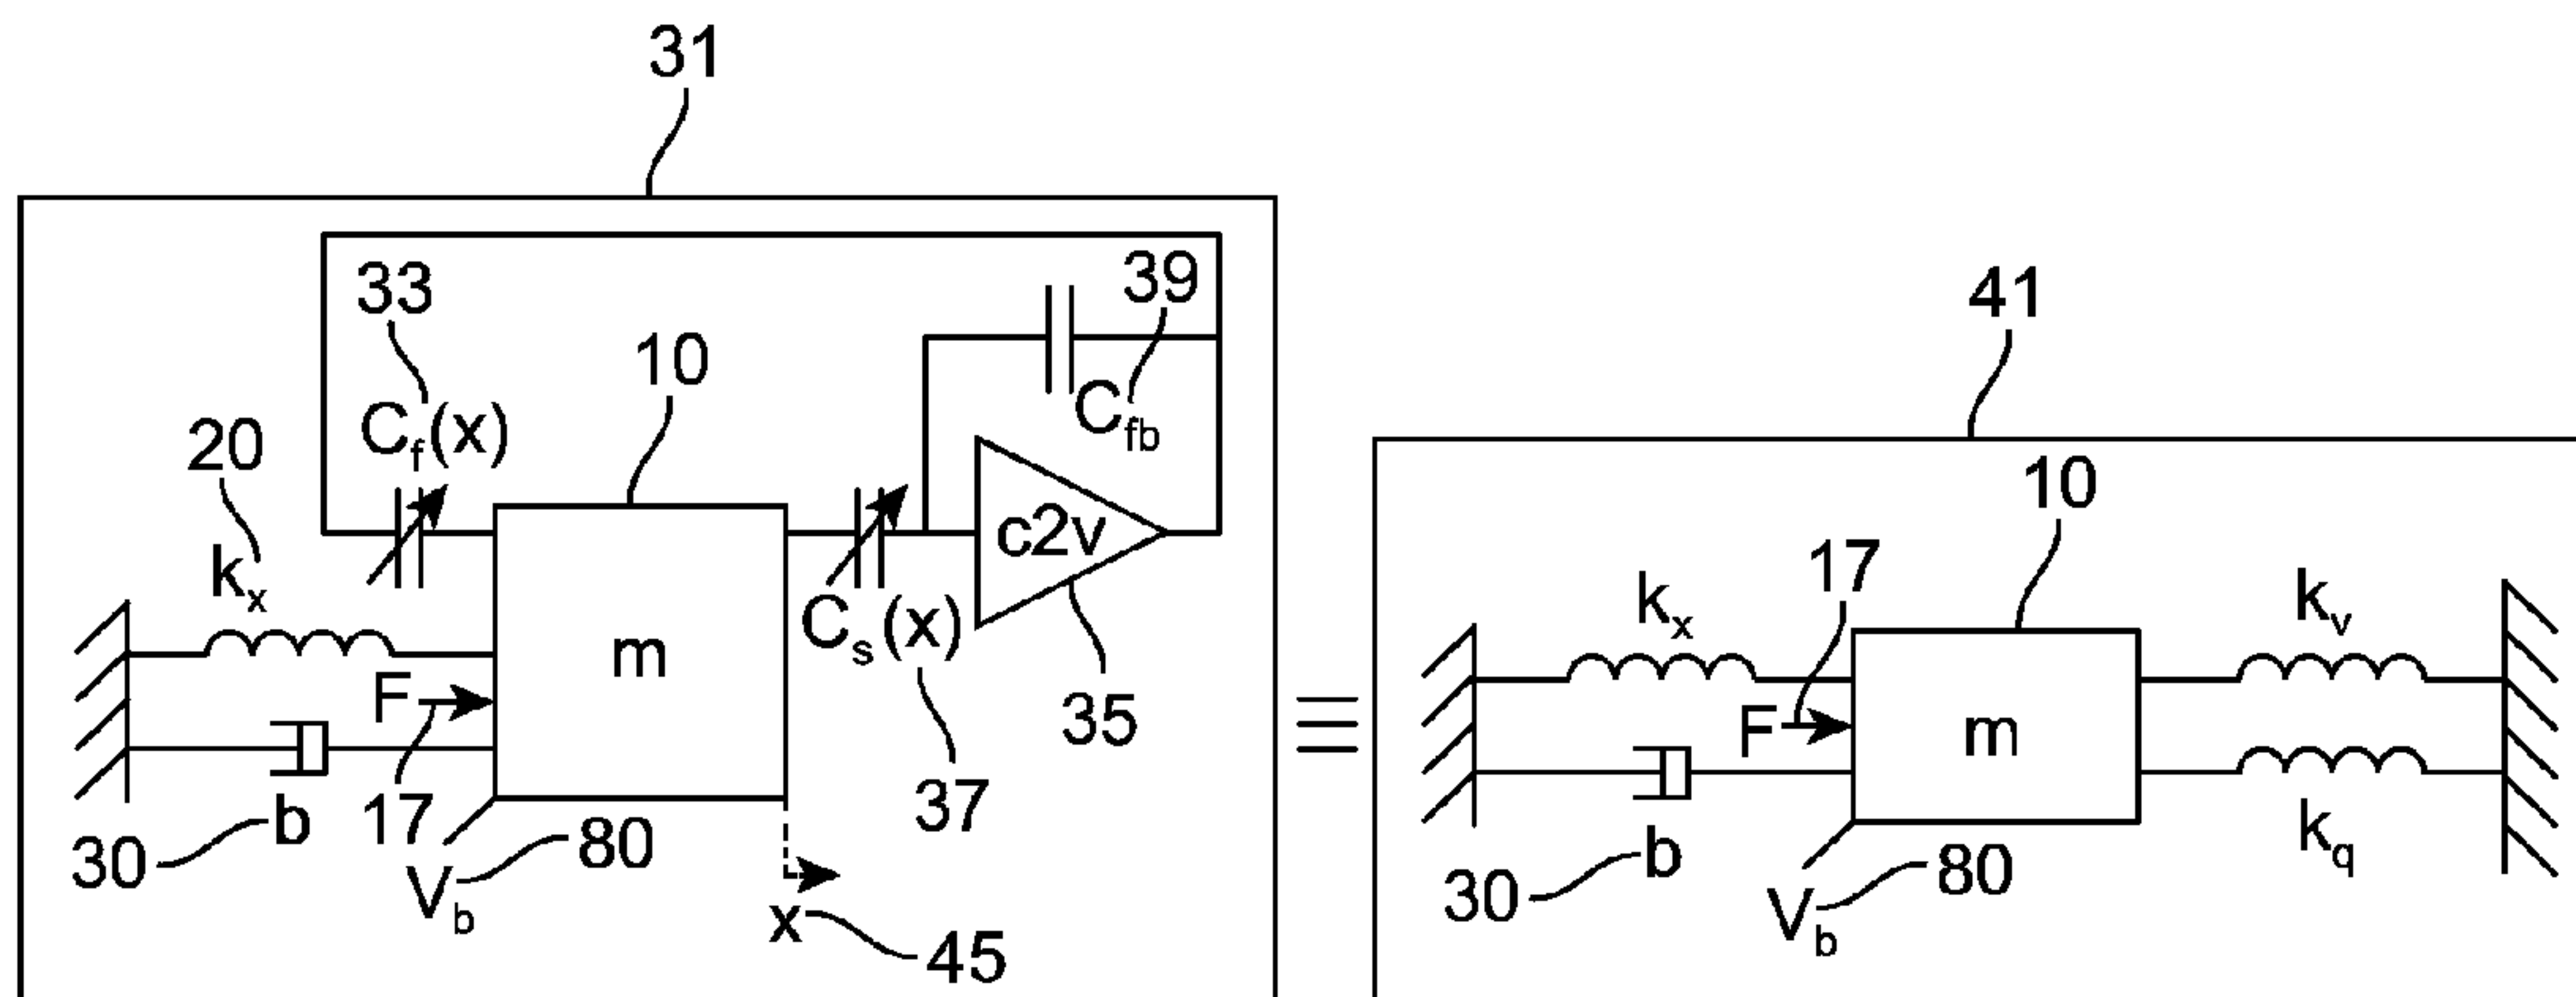 31
33
39
10
C_fb
C_f(x)
20
k_x
c2v
C_s(x)
m
F
35
17
37
b
30
80
V_b
x
45
≡
41
10
17
k_x
k_v
F
m
b
30
80
V_b
k_q